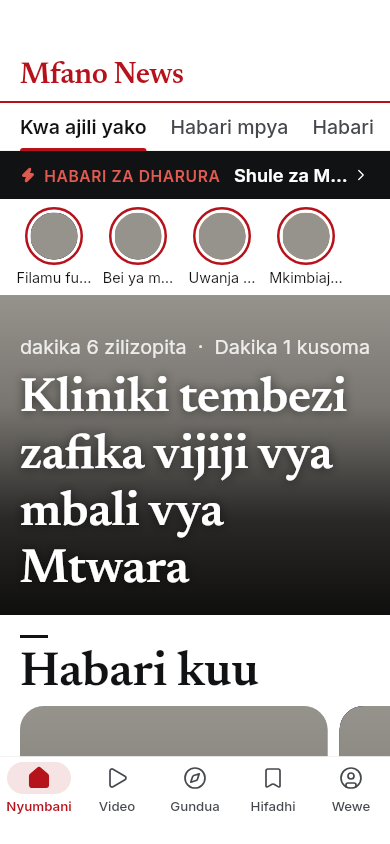 Mfano News
Kwa ajili yako Habari mpya Habari
HABARI ZA DHARURA Shule za M...
Filamu fu... Bei ya m... Uwanja ... Mkimbiaj...
dakika 6 zilizopita · Dakika 1 kusoma
Kliniki tembezi
zafika vijiji vya
mbali vya
Mtwara
Habari kuu
Nyumbani Video Gundua Hifadhi Wewe